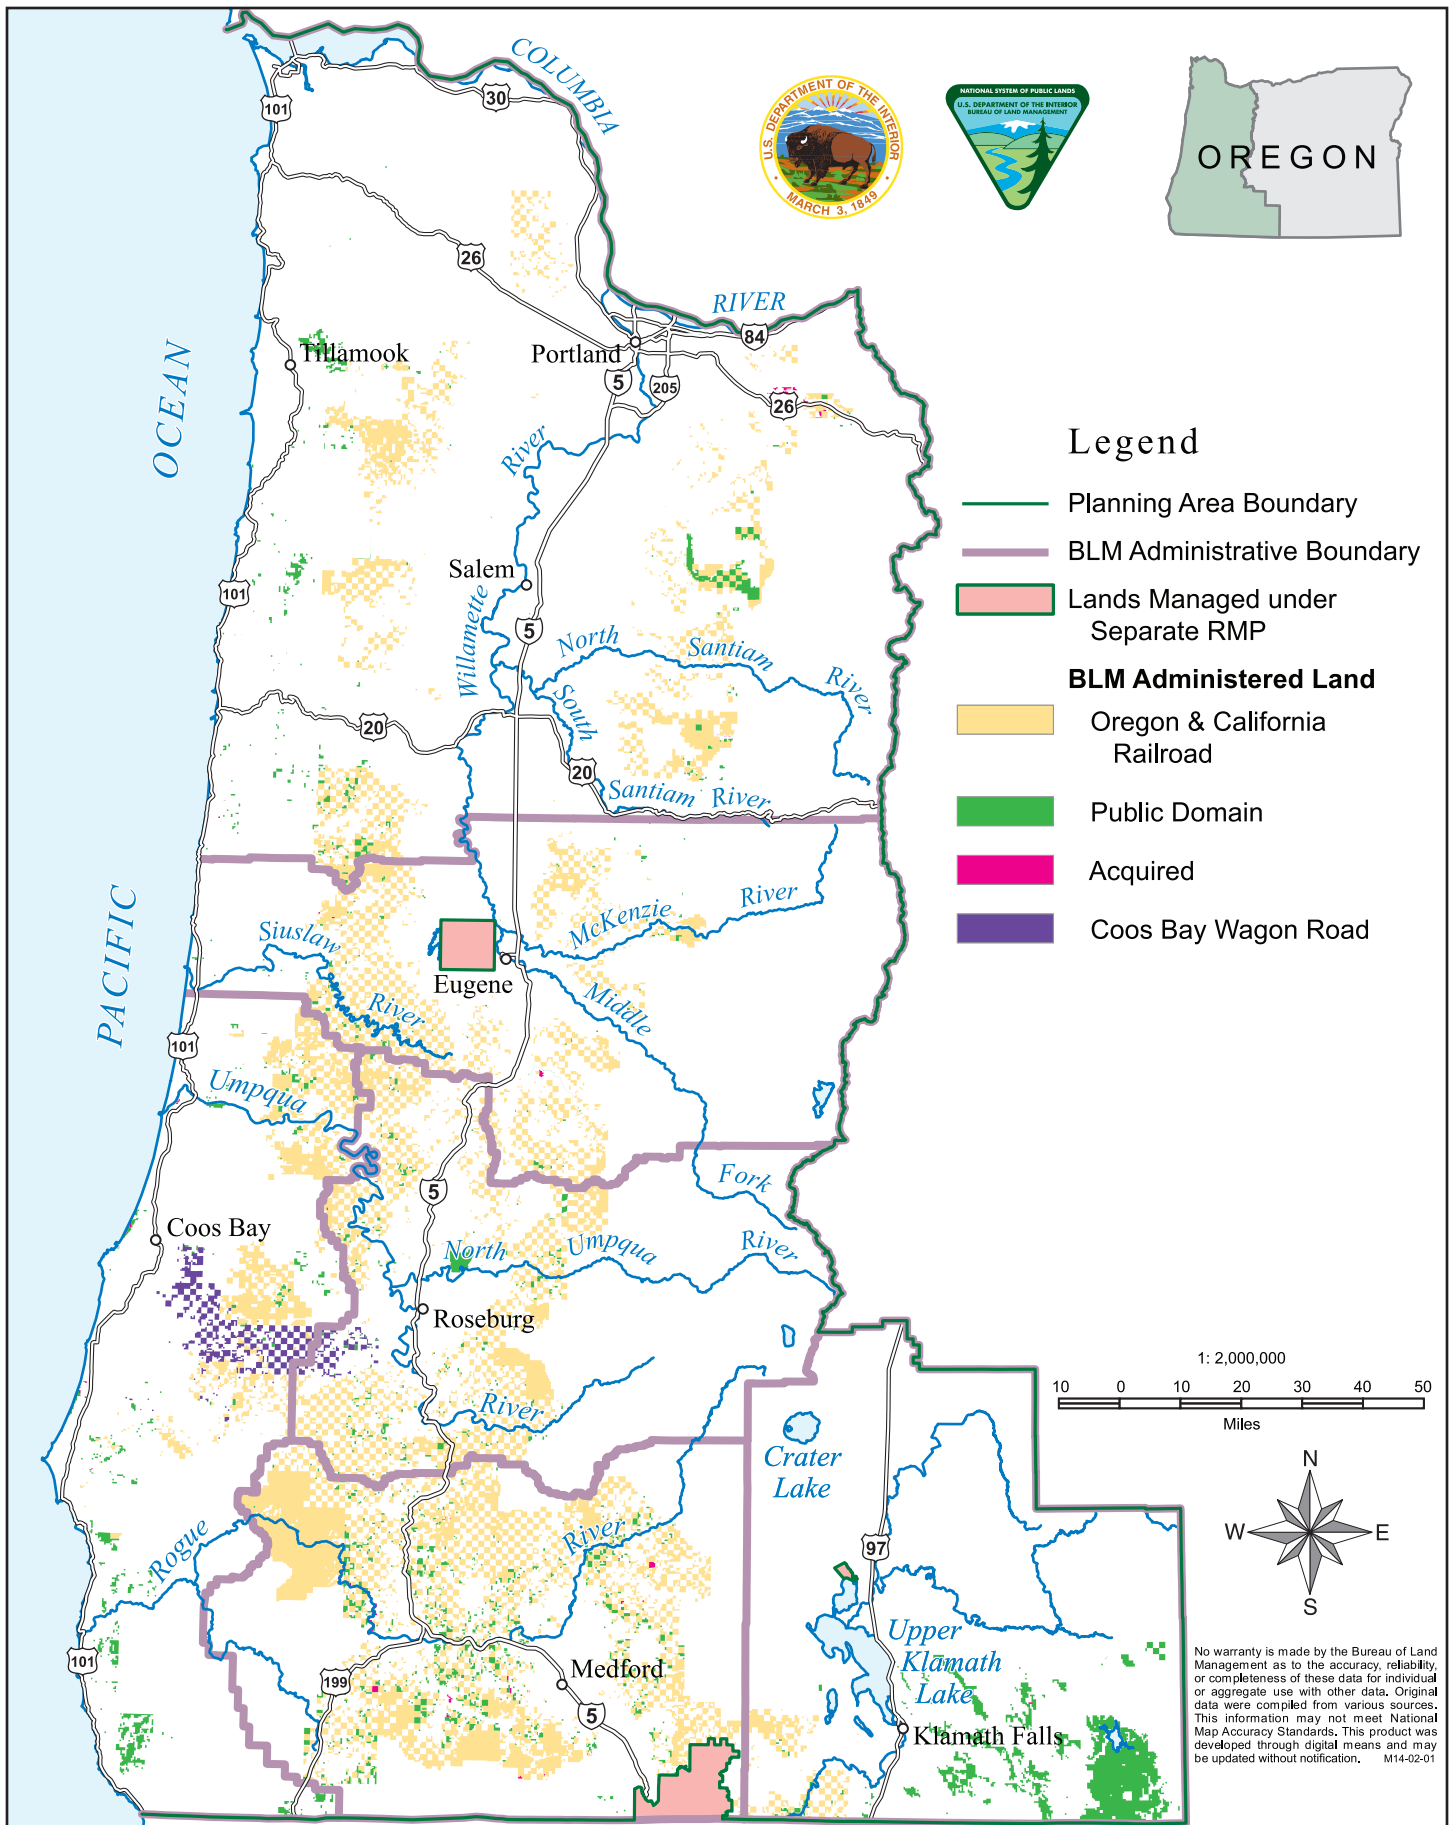 COLUMBIA
RIVER
30
101
26
Tillamook
Portland
84
5
205
26
OCEAN
PACIFIC
River
Salem
101
Willamette
5
North
Santiam
River
South
20
20
Santiam River
McKenzie
River
Siuslaw
River
Eugene
Middle
Fork
101
Umpqua
5
Coos Bay
North
Umpqua
River
Roseburg
River
Crater
Lake
Rogue
River
97
Upper
Klamath
Lake
101
199
Medford
5
Klamath Falls
U.S. DEPARTMENT OF THE INTERIOR
MARCH 3, 1849
NATIONAL SYSTEM OF PUBLIC LANDS
U.S. DEPARTMENT OF THE INTERIOR
BUREAU OF LAND MANAGEMENT
OREGON
Legend
Planning Area Boundary
BLM Administrative Boundary
Lands Managed under
Separate RMP
BLM Administered Land
Oregon & California
Railroad
Public Domain
Acquired
Coos Bay Wagon Road
1: 2,000,000
10 0 10 20 30 40 50
Miles
N
W E
S
No warranty is made by the Bureau of Land
Management as to the accuracy, reliability,
or completeness of these data for individual
or aggregate use with other data. Original
data were compiled from various sources.
This information may not meet National
Map Accuracy Standards. This product was
developed through digital means and may
be updated without notification. M14-02-01